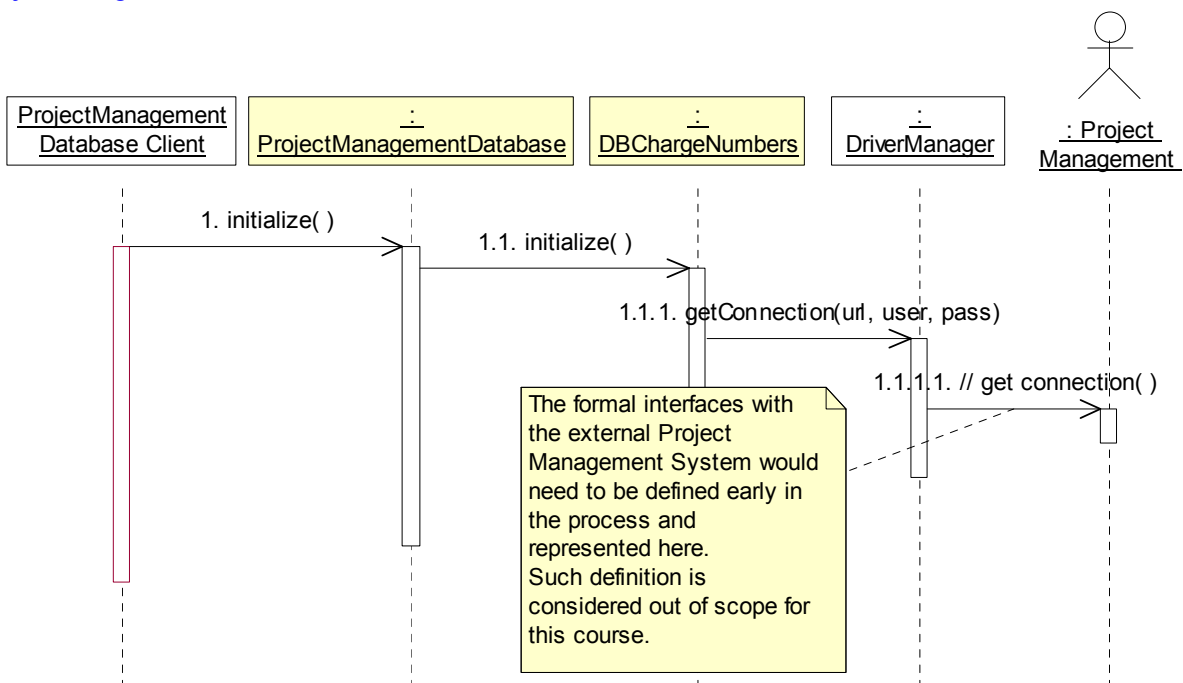 ProjectManagement
Database Client
:
ProjectManagementDatabase
:
DBChargeNumbers
:
DriverManager
: Project
Management
1. initialize( )
1.1. initialize( )
1.1.1. getConnection(url, user, pass)
1.1.1.1. // get connection( )
The formal interfaces with
the external Project
Management System would
need to be defined early in
the process and
represented here.
Such definition is
considered out of scope for
this course.